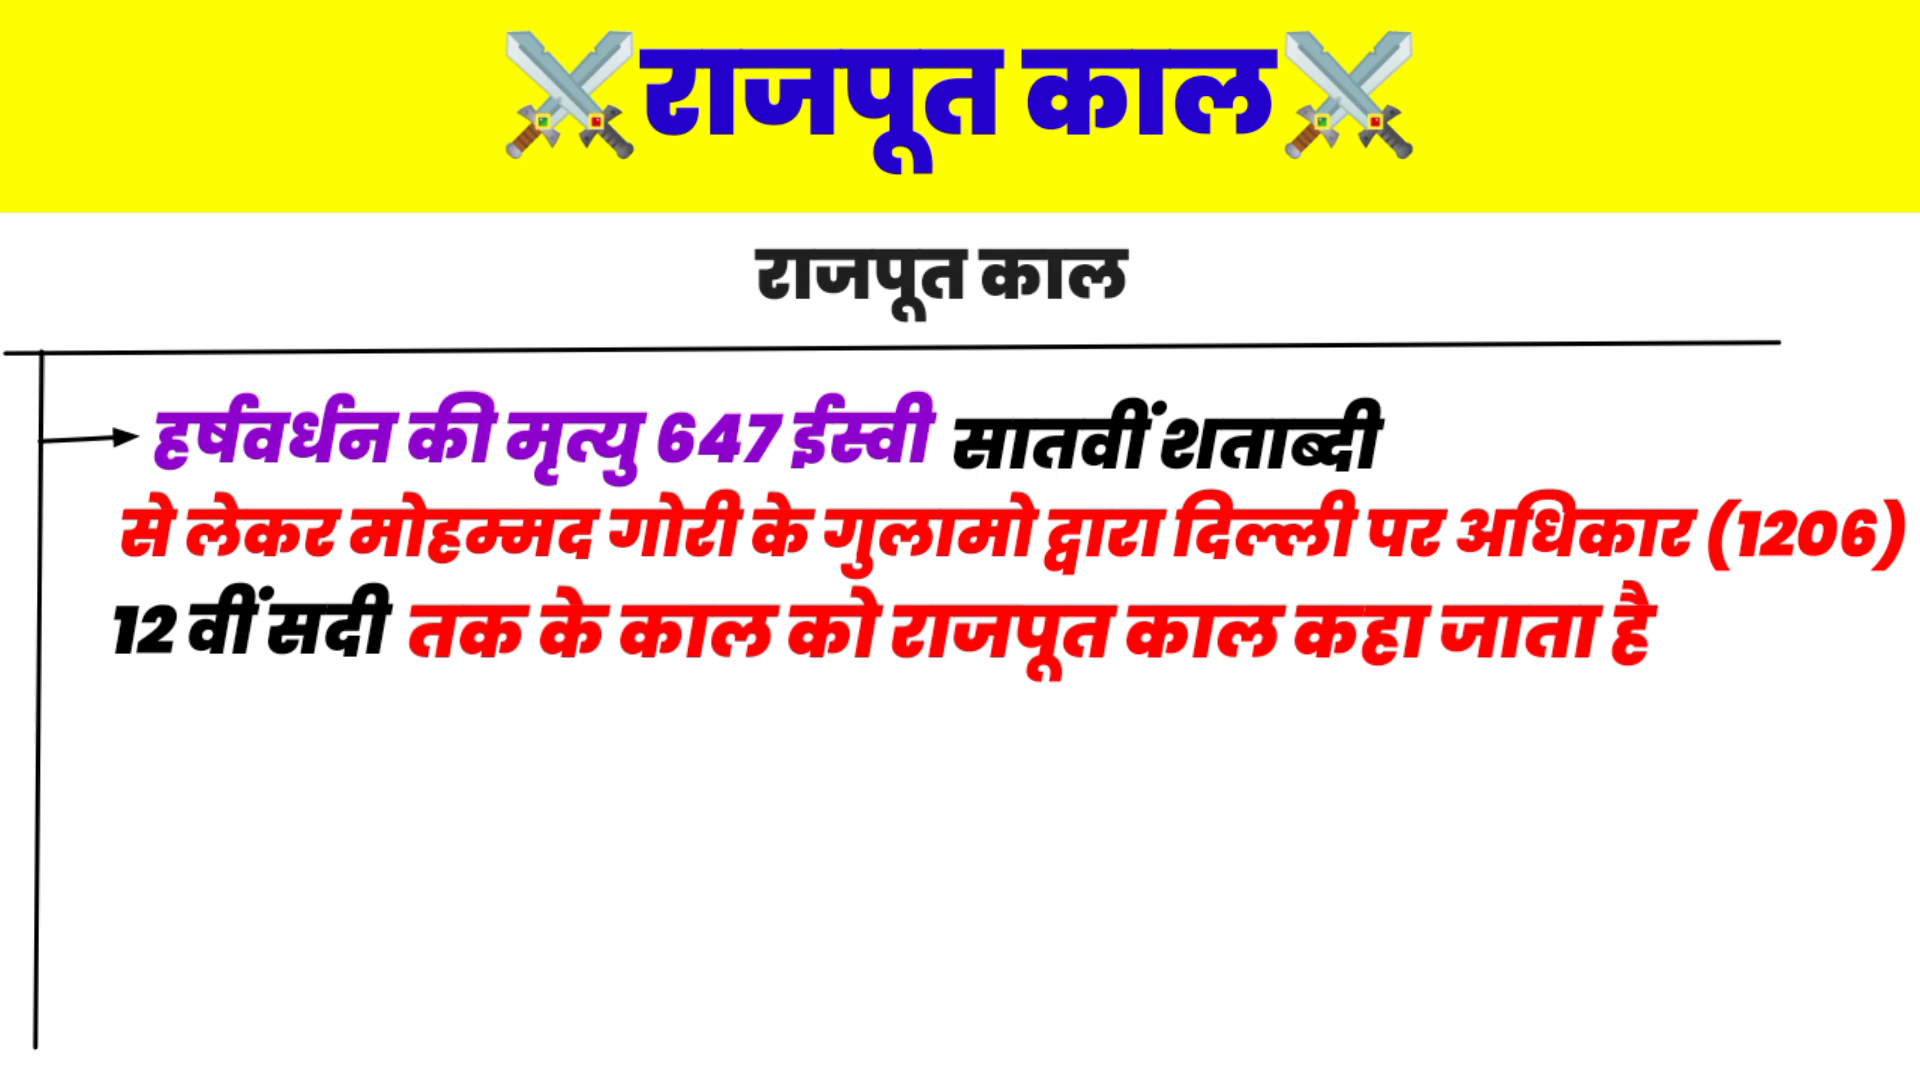 ⚔️राजपूत काल⚔️
राजपूत काल
हर्षवर्धन की मृत्यु 647 ईस्वी सातवीं शताब्दी
से लेकर मोहम्मद गोरी के गुलामो द्वारा दिल्ली पर अधिकार (1206)
12 वीं सदी तक के काल को राजपूत काल कहा जाता है